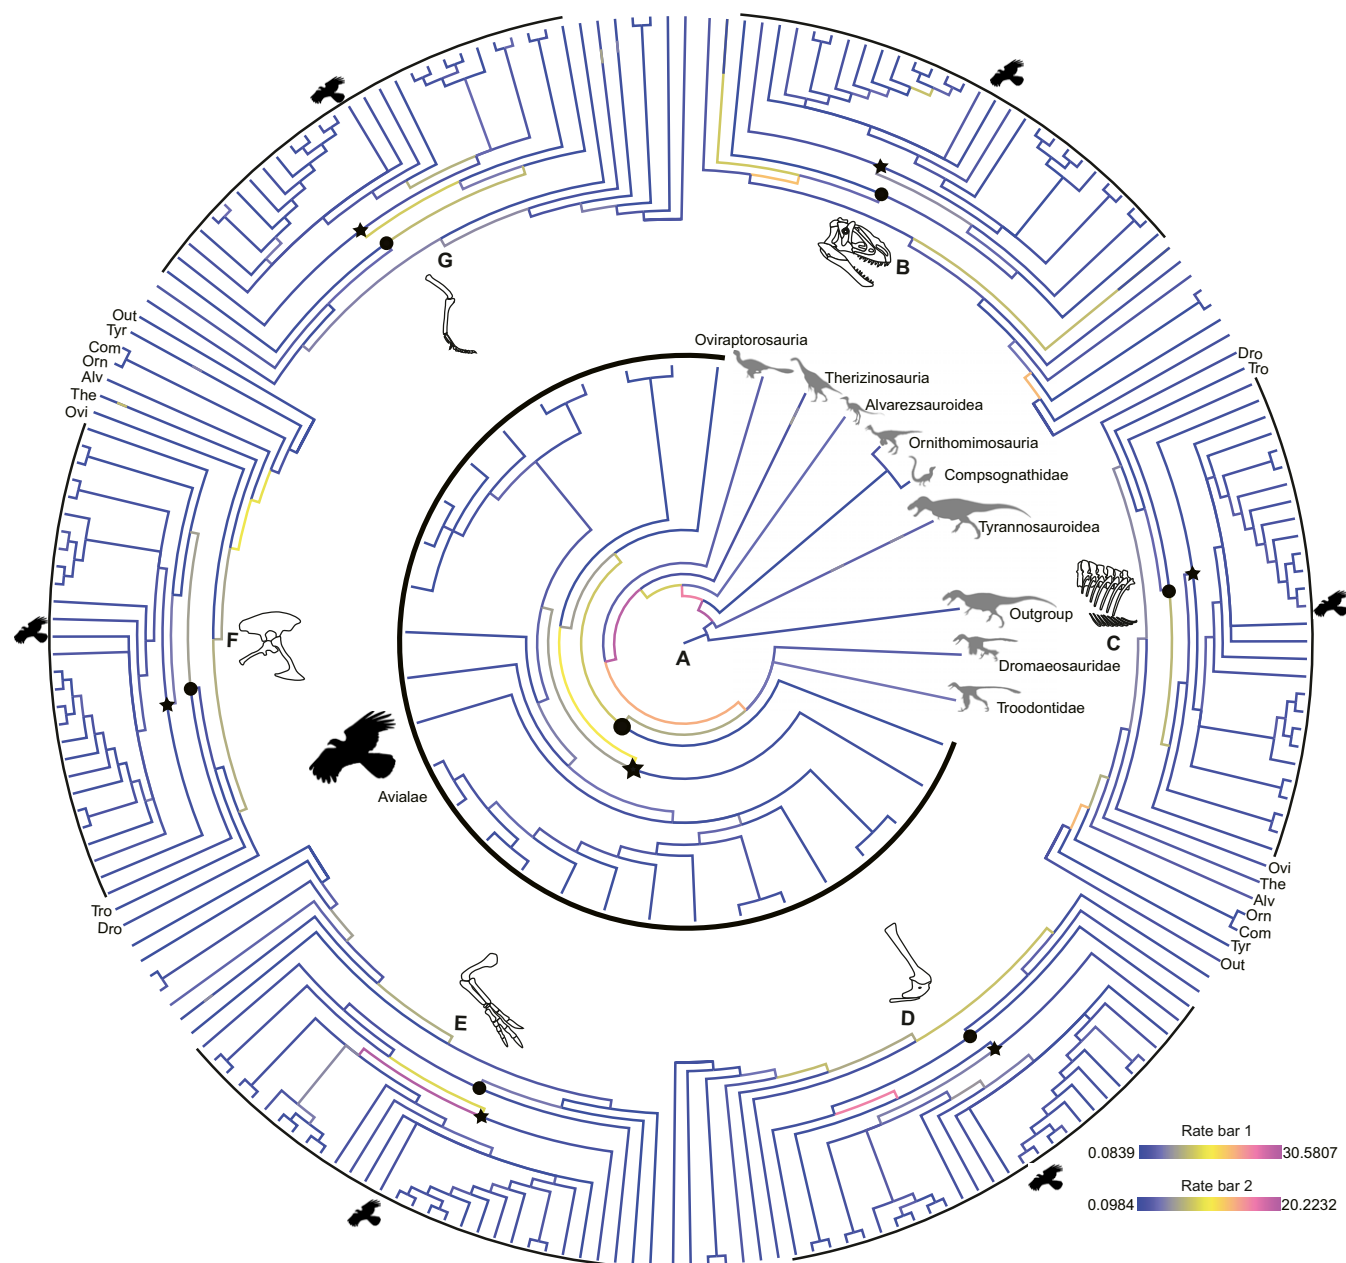 G
B
Oviraptorosauria
Therizinosauria
Alvarezsauroidea
Ornithomimosauria
Compsognathidae
Tyrannosauroidea
Outgroup
Dromaeosauridae
Troodontidae
A
Avialae
Out
Tyr
Com
Orn
Alv
The
Ovi
F
Tro
Dro
Dro
Tro
C
Ovi
The
Alv
Orn
Com
Tyr
Out
E
D
Rate bar 1
0.0839 30.5807
Rate bar 2
0.0984 20.2232